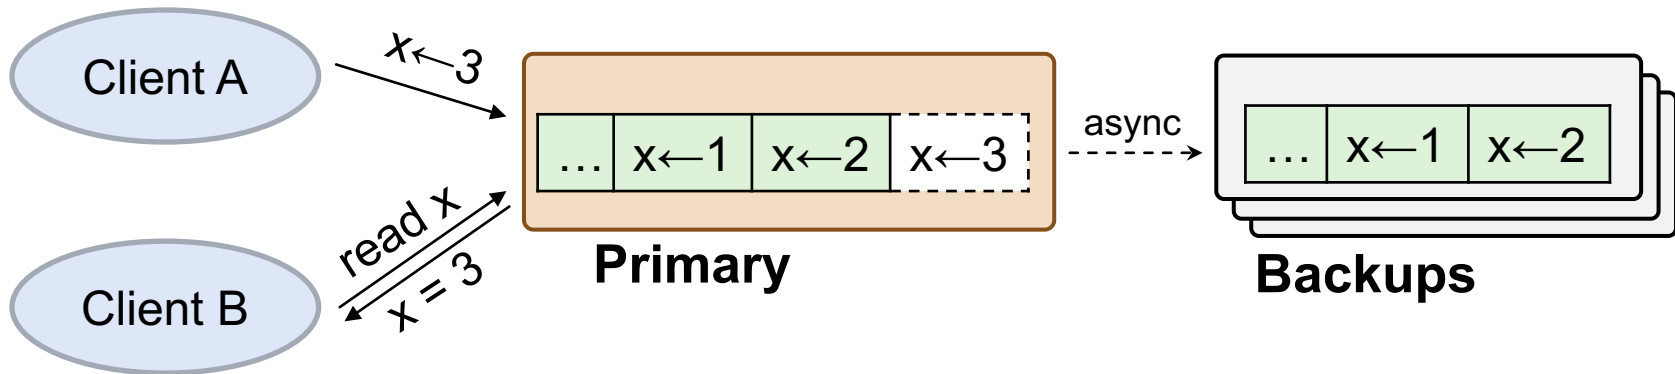 Client A
x←3
… x←1 x←2 x←3
async
… x←1 x←2
Client B
read x
x = 3
Primary
Backups